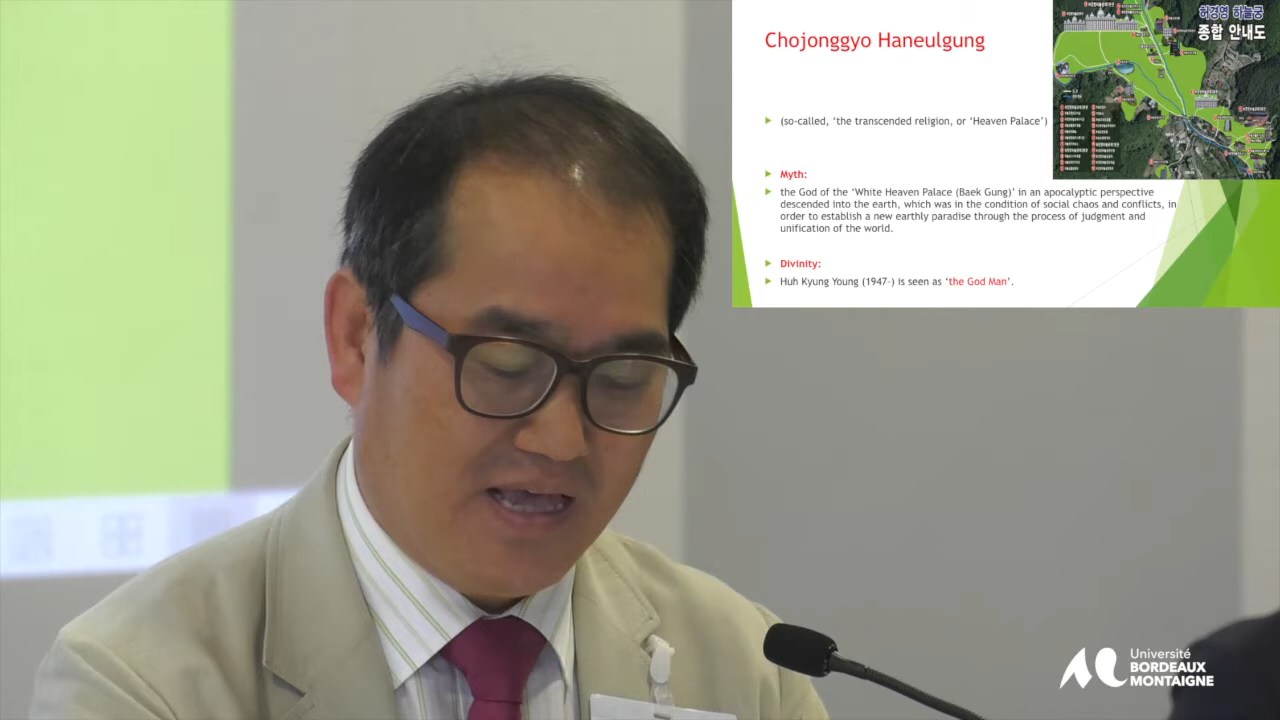 Chojonggyo Haneulgung
허경영 하늘궁
종합 안내도
(so-called, ‘the transcended religion, or ‘Heaven Palace’)
Myth:
the God of the ‘White Heaven Palace (Baek Gung)’ in an apocalyptic perspective
descended into the earth, which was in the condition of social chaos and conflicts, in
order to establish a new earthly paradise through the process of judgment and
unification of the world.
Divinity:
Huh Kyung Young (1947-) is seen as ‘the God Man’.
Université
BORDEAUX
MONTAIGNE